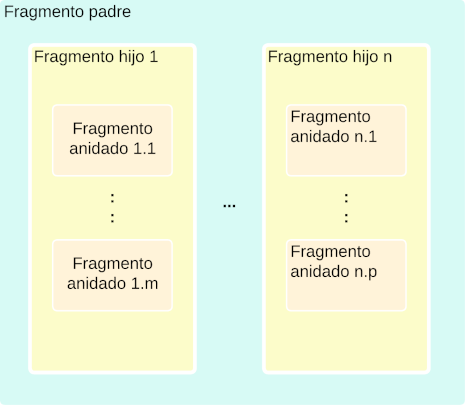 Fragmento padre
Fragmento hijo 1
Fragmento
anidado 1.1
:
:
Fragmento
anidado 1.m
...
Fragmento hijo n
Fragmento
anidado n.1
:
:
Fragmento
anidado n.p